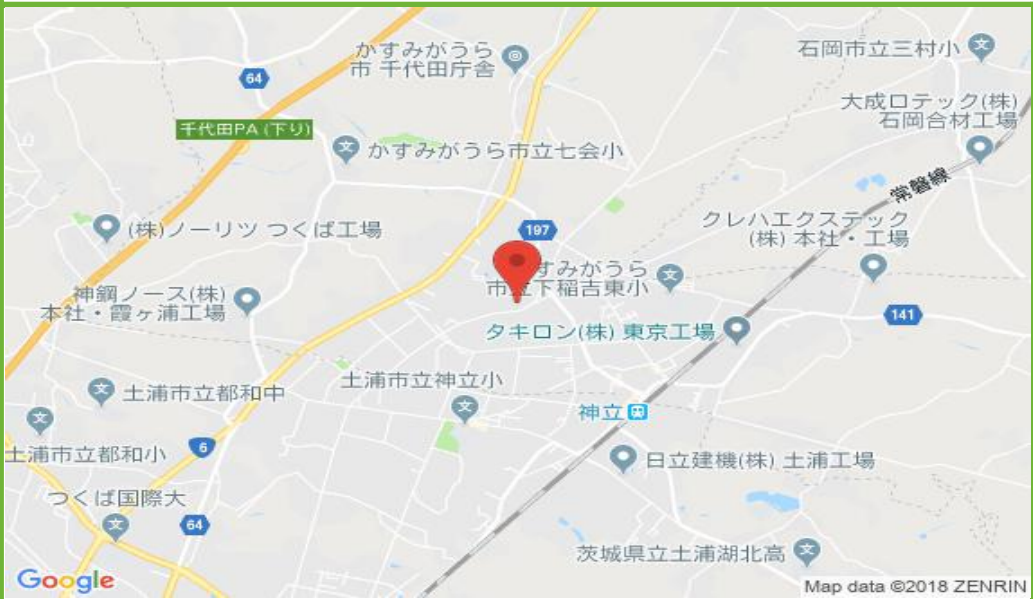 かすみがうら
市 千代田庁舎
石岡市立三村小
64
大成ロテック(株)
石岡合材工場
千代田PA (下り)
かすみがうら市立七会小
常磐線
(株)ノーリツ つくば工場
197
クレハエクステック
(株) 本社・工場
すみがうら
市立下稲吉東小
神鋼ノース(株)
本社・霞ヶ浦工場
141
タキロン(株) 東京工場
土浦市立神立小
土浦市立都和中
神立
土浦市立都和小
6
日立建機(株) 土浦工場
つくば国際大
64
茨城県立土浦湖北高
Google
Map data ©2018 ZENRIN